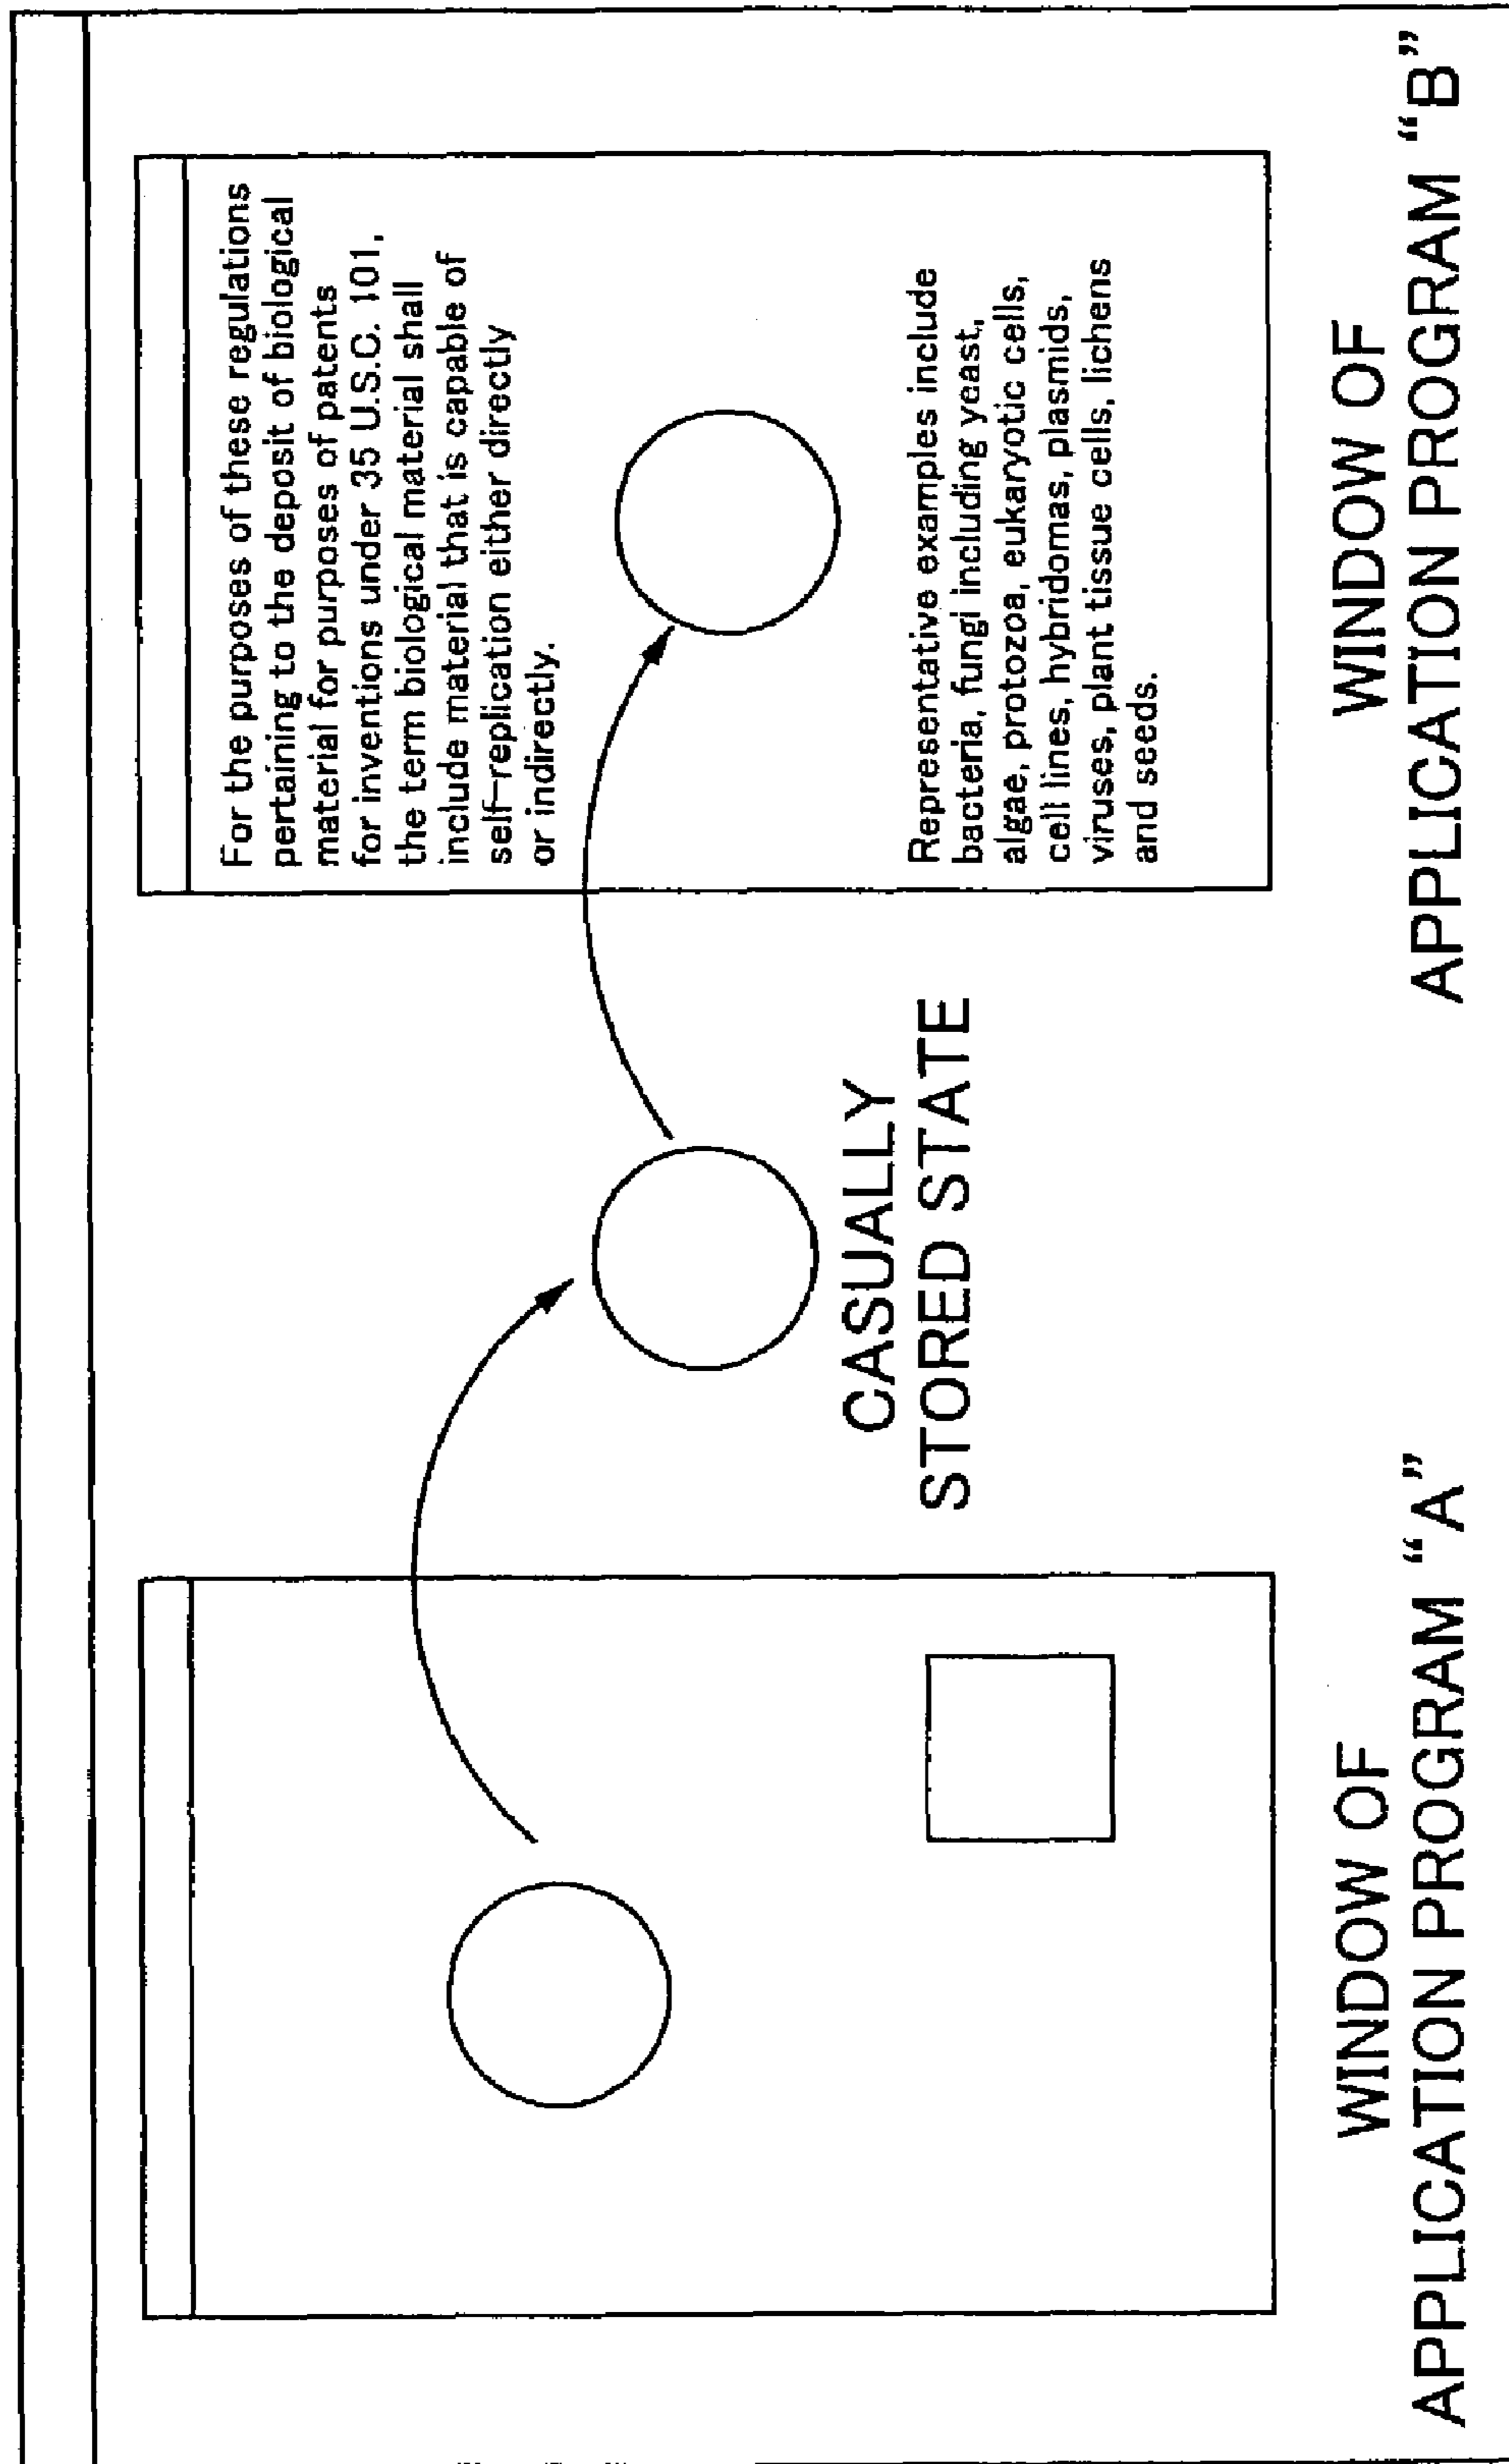 For the purposes of these regulations
pertaining to the deposit of biological
material for purposes of patents
for inventions under 35 U.S.C. 101,
the term biological material shall
include material that is capable of
self-replication either directly
or indirectly.
Representative examples include
bacteria, fungi including yeast,
algae, protozoa, eukaryotic cells,
cell lines, hybridomas, plasmids,
viruses, plant tissue cells, lichens
and seeds.
CASUALLY
STORED STATE
WINDOW OF
APPLICATION PROGRAM “A”
WINDOW OF
APPLICATION PROGRAM “B”